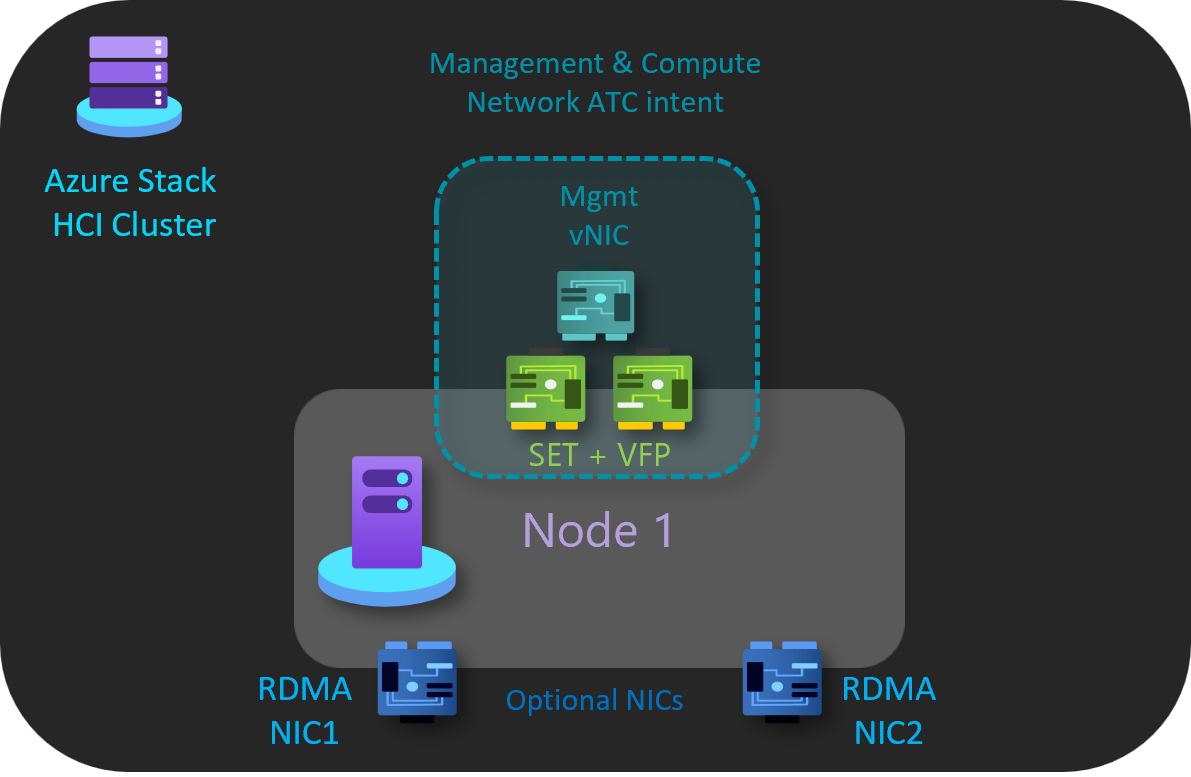 Management & Compute
Network ATC intent
Azure Stack
HCI Cluster
Mgmt
vNIC
SET + VFP
Node 1
RDMA
NIC1
Optional NICs
RDMA
NIC2